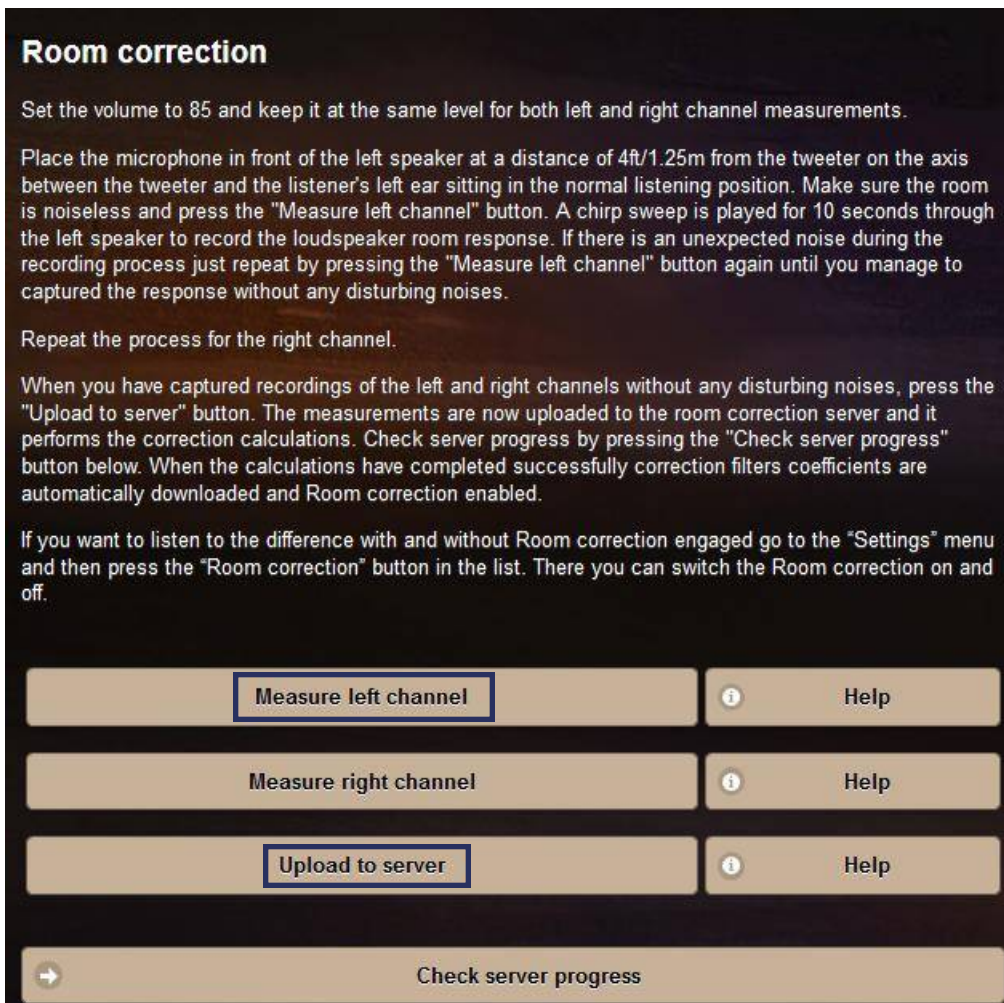 Room correction
Set the volume to 85 and keep it at the same level for both left and right channel measurements.
Place the microphone in front of the left speaker at a distance of 4ft/1.25m from the tweeter on the axis
between the tweeter and the listener's left ear sitting in the normal listening position. Make sure the room
is noiseless and press the "Measure left channel" button. A chirp sweep is played for 10 seconds through
the left speaker to record the loudspeaker room response. If there is an unexpected noise during the
recording process just repeat by pressing the "Measure left channel" button again until you manage to
captured the response without any disturbing noises.
Repeat the process for the right channel.
When you have captured recordings of the left and right channels without any disturbing noises, press the
"Upload to server" button. The measurements are now uploaded to the room correction server and it
performs the correction calculations. Check server progress by pressing the "Check server progress"
button below. When the calculations have completed successfully correction filters coefficients are
automatically downloaded and Room correction enabled.
If you want to listen to the difference with and without Room correction engaged go to the “Settings” menu
and then press the “Room correction” button in the list. There you can switch the Room correction on and
off.
Measure left channel Help
Measure right channel Help
Upload to server Help
Check server progress